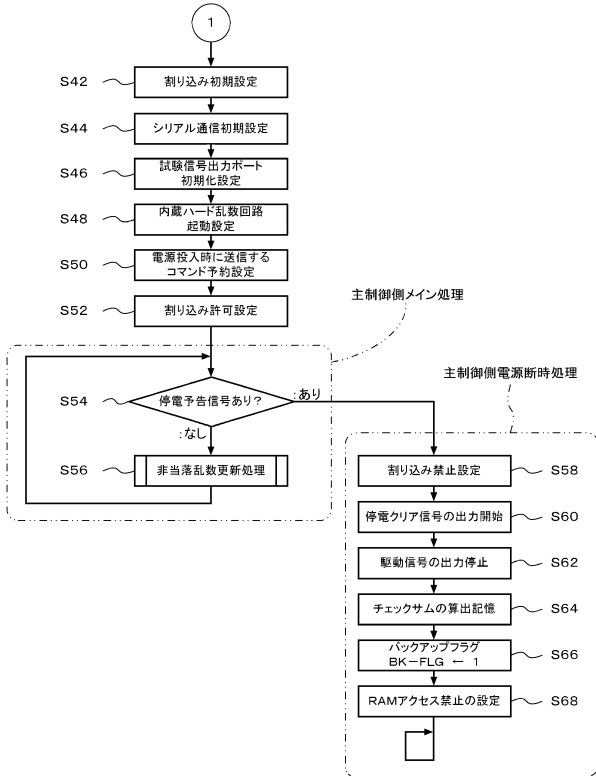 1
S42
割り込み初期設定
S44
シリアル通信初期設定
S46
試験信号出力ポート
初期化設定
S48
内蔵ハード乱数回路
起動設定
S50
電源投入時に送信する
コマンド予約設定
S52
割り込み許可設定
主制御側メイン処理
主制御側電源断時処理
S54
停電予告信号あり?
:あり
:なし
S56
非当落乱数更新処理
割り込み禁止設定
S58
停電クリア信号の出力開始
S60
駆動信号の出力停止
S62
チェックサムの算出記憶
S64
バックアップフラグ
BK-FLG ← 1
S66
RAMアクセス禁止の設定
S68